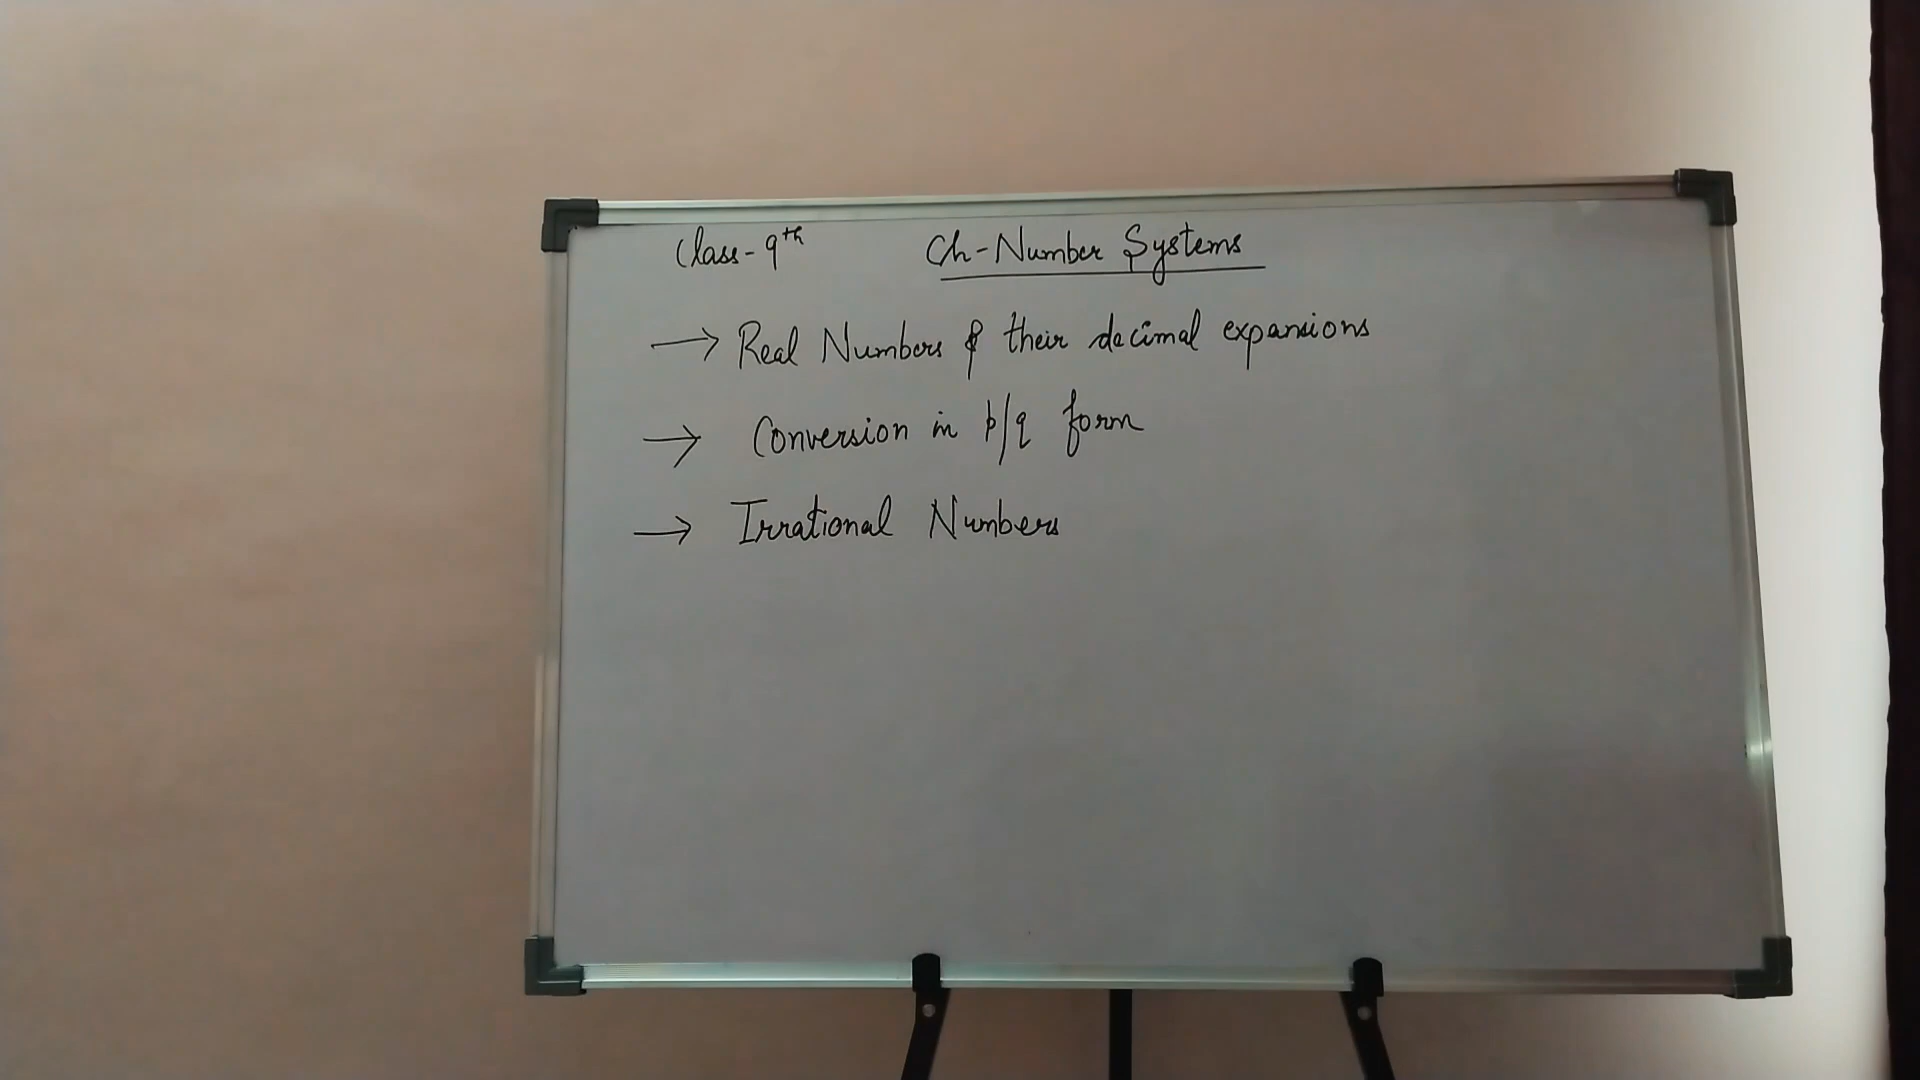 Class - 9th Ch - Number Systems
→ Real Numbers & their decimal expansions
→ Conversion in p/q form
→ Irrational Numbers